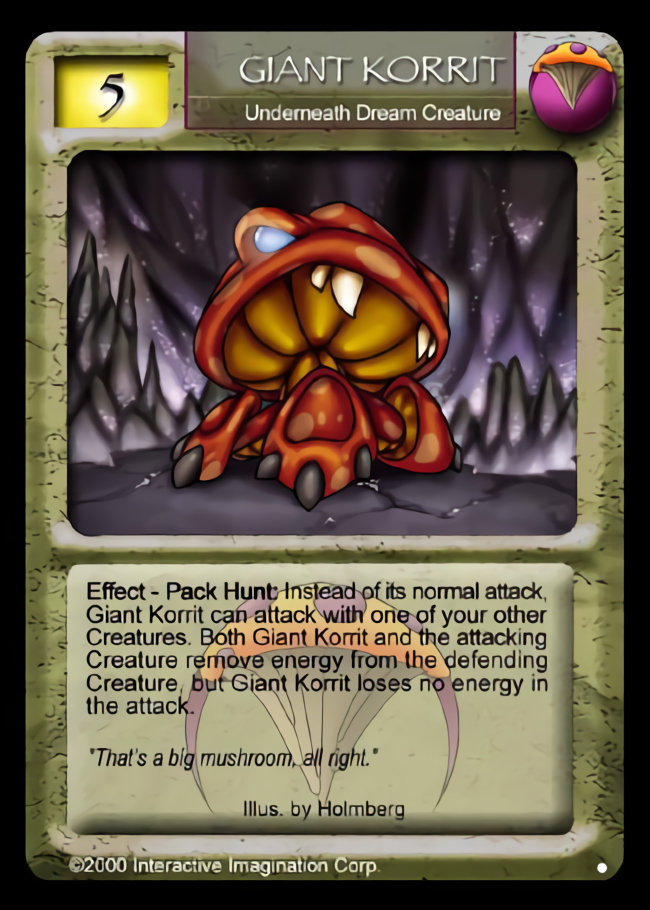 5
GIANT KORRIT
Underneath Dream Creature
Effect - Pack Hunt: Instead of its normal attack,
Giant Korrit can attack with one of your other
Creatures. Both Giant Korrit and the attacking
Creature remove energy from the defending
Creature, but Giant Korrit loses no energy in
the attack.
"That's a big mushroom, all right."
Illus. by Holmberg
©2000 Interactive Imagination Corp.